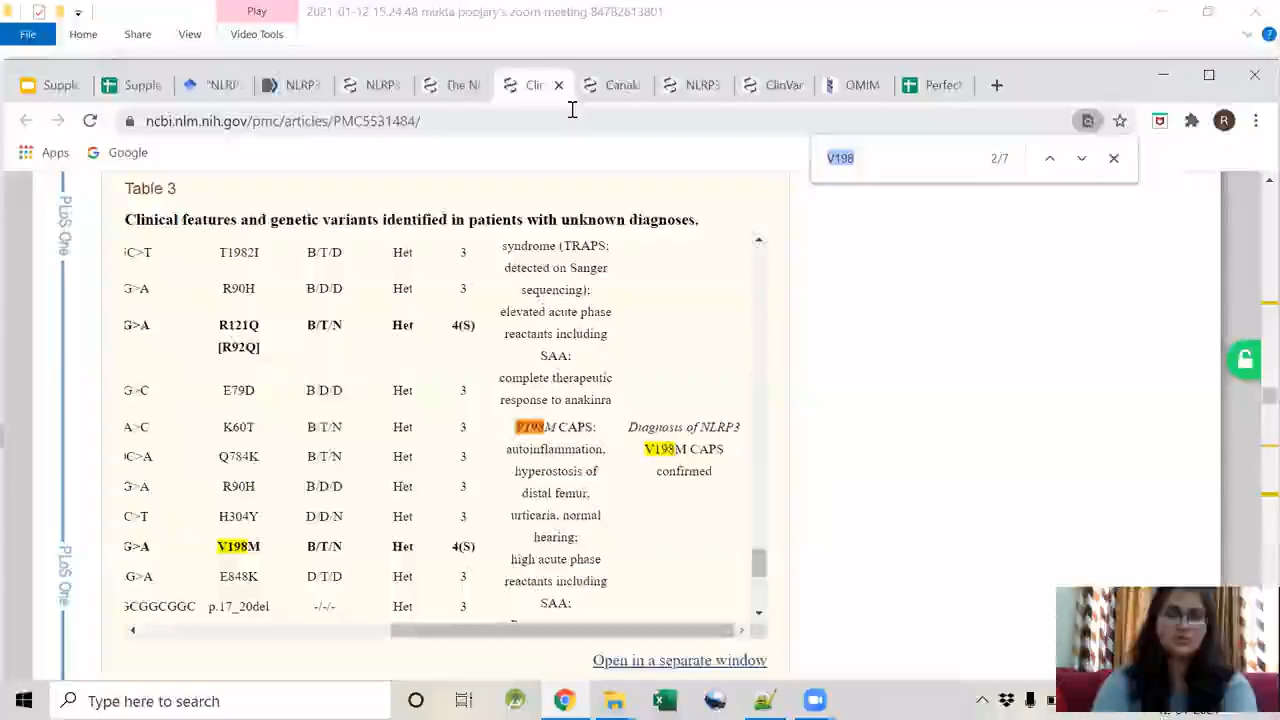 Play
2021-01-12 15.24.48 mukta poojary's zoom meeting 84782613801
File
Home
Share
View
Video Tools
Supple
Supple
"NLRP
NLRP3
NLRP3
The NI
Clir
Canaki
NLRP3
ClinVar
OMIM
Perfect
ncbi.nlm.nih.gov/pmc/articles/PMC5531484/
R
Apps
Google
V198
2/7
PLoS One
PLoS One
Table 3
Clinical features and genetic variants identified in patients with unknown diagnoses.
C>T T1982I B/T/D Het 3
G>A R90H B/D/D Het 3
G>A R121Q [R92Q] B/T/N Het 4(S)
G>C E79D B/D/D Het 3
A>C K60T B/T/N Het 3
C>A Q784K B/T/N Het 3
G>A R90H B/D/D Het 3
C>T H304Y D/D/N Het 3
G>A V198M B/T/N Het 4(S)
G>A E848K D/T/D Het 3
GCGGCGGC p.17_20del -/-/- Het 3
syndrome (TRAPS;
detected on Sanger
sequencing);
elevated acute phase
reactants including
SAA;
complete therapeutic
response to anakinra
V198M CAPS;
autoinflammation,
hyperostosis of
distal femur,
urticaria, normal
hearing;
high acute phase
reactants including
SAA;
Diagnosis of NLRP3
V198M CAPS
confirmed
Open in a separate window
Type here to search